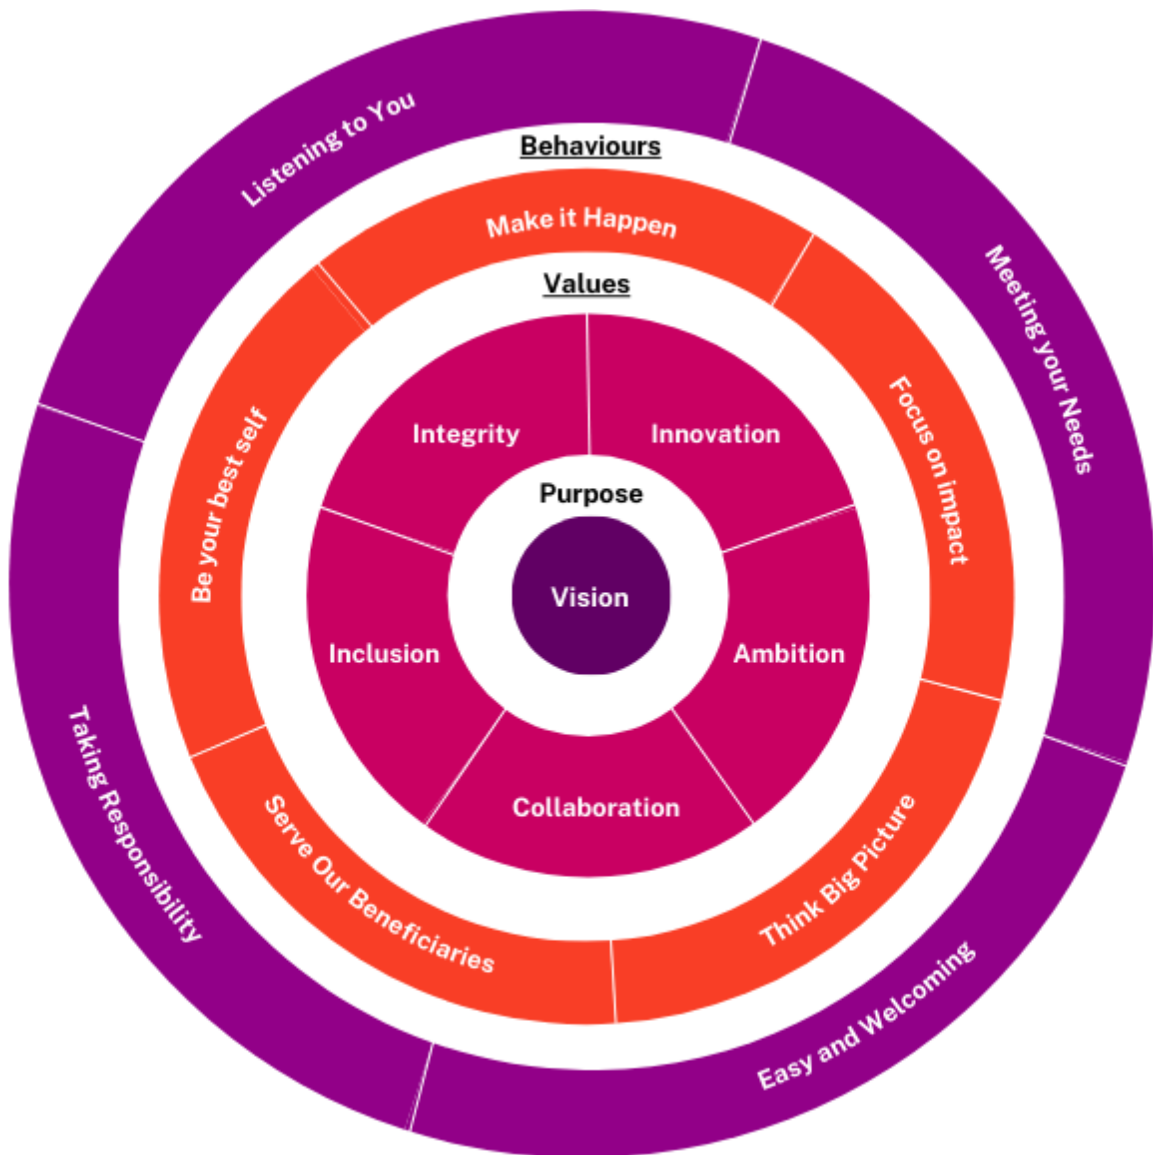 Listening to You
Meeting your Needs
Easy and Welcoming
Taking Responsibility
Behaviours
Make it Happen
Focus on impact
Think Big Picture
Serve Our Beneficiaries
Be your best self
Values
Integrity
Innovation
Ambition
Collaboration
Inclusion
Purpose
Vision